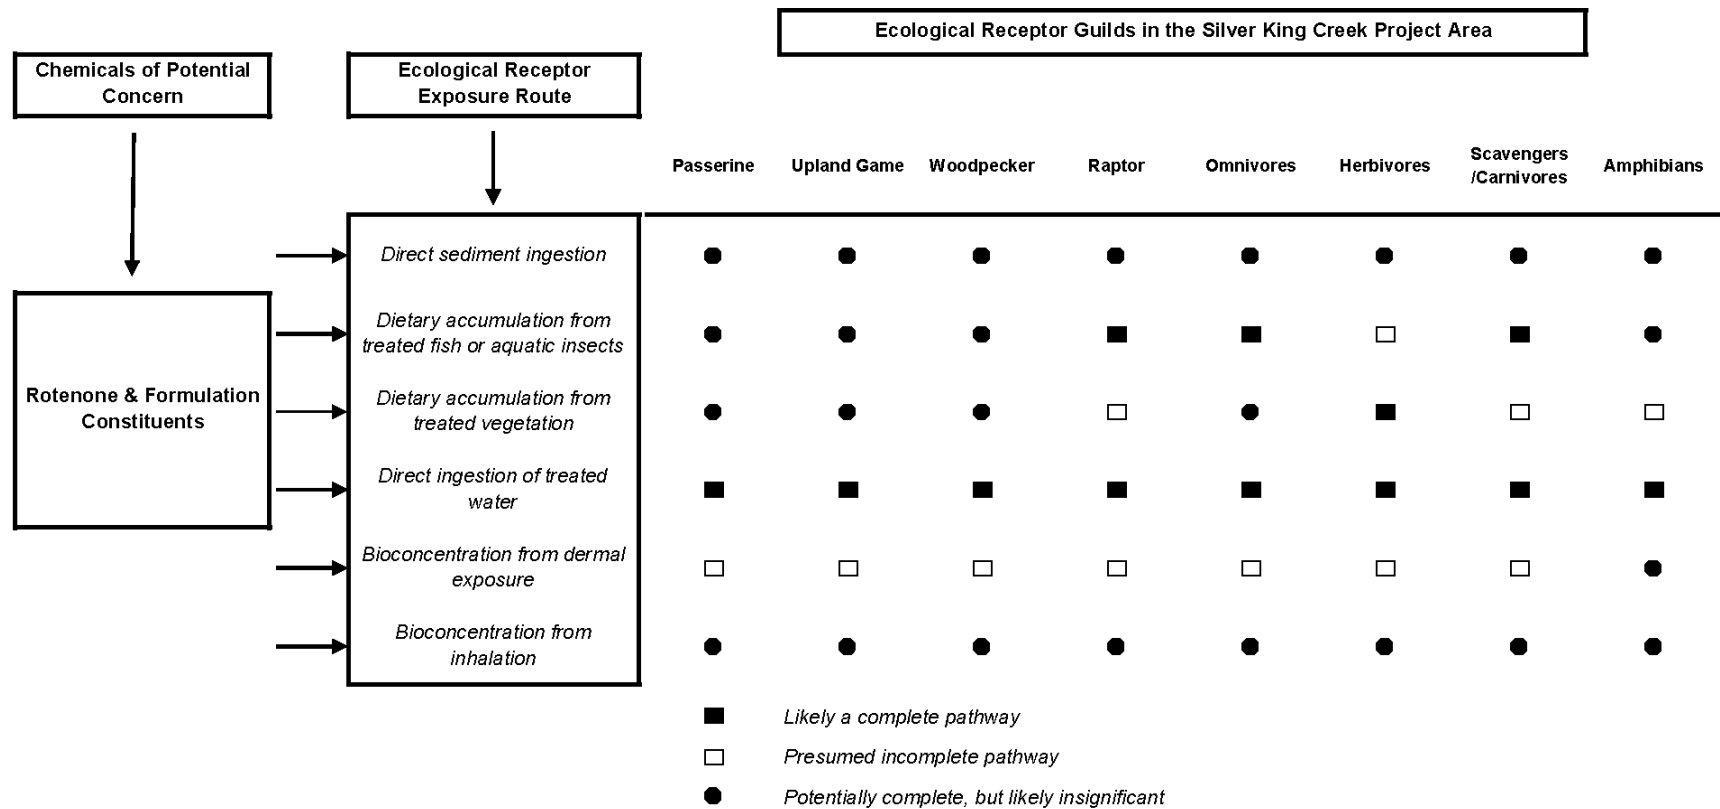 Ecological Receptor Guilds in the Silver King Creek Project Area
Chemicals of Potential
Concern
Ecological Receptor
Exposure Route
Passerine
Upland Game
Woodpecker
Raptor
Omnivores
Herbivores
Scavengers
/Carnivores
Amphibians
Rotenone & Formulation
Constituents
Direct sediment ingestion
Dietary accumulation from
treated fish or aquatic insects
Dietary accumulation from
treated vegetation
Direct ingestion of treated
water
Bioconcentration from dermal
exposure
Bioconcentration from
inhalation
Likely a complete pathway
Presumed incomplete pathway
Potentially complete, but likely insignificant